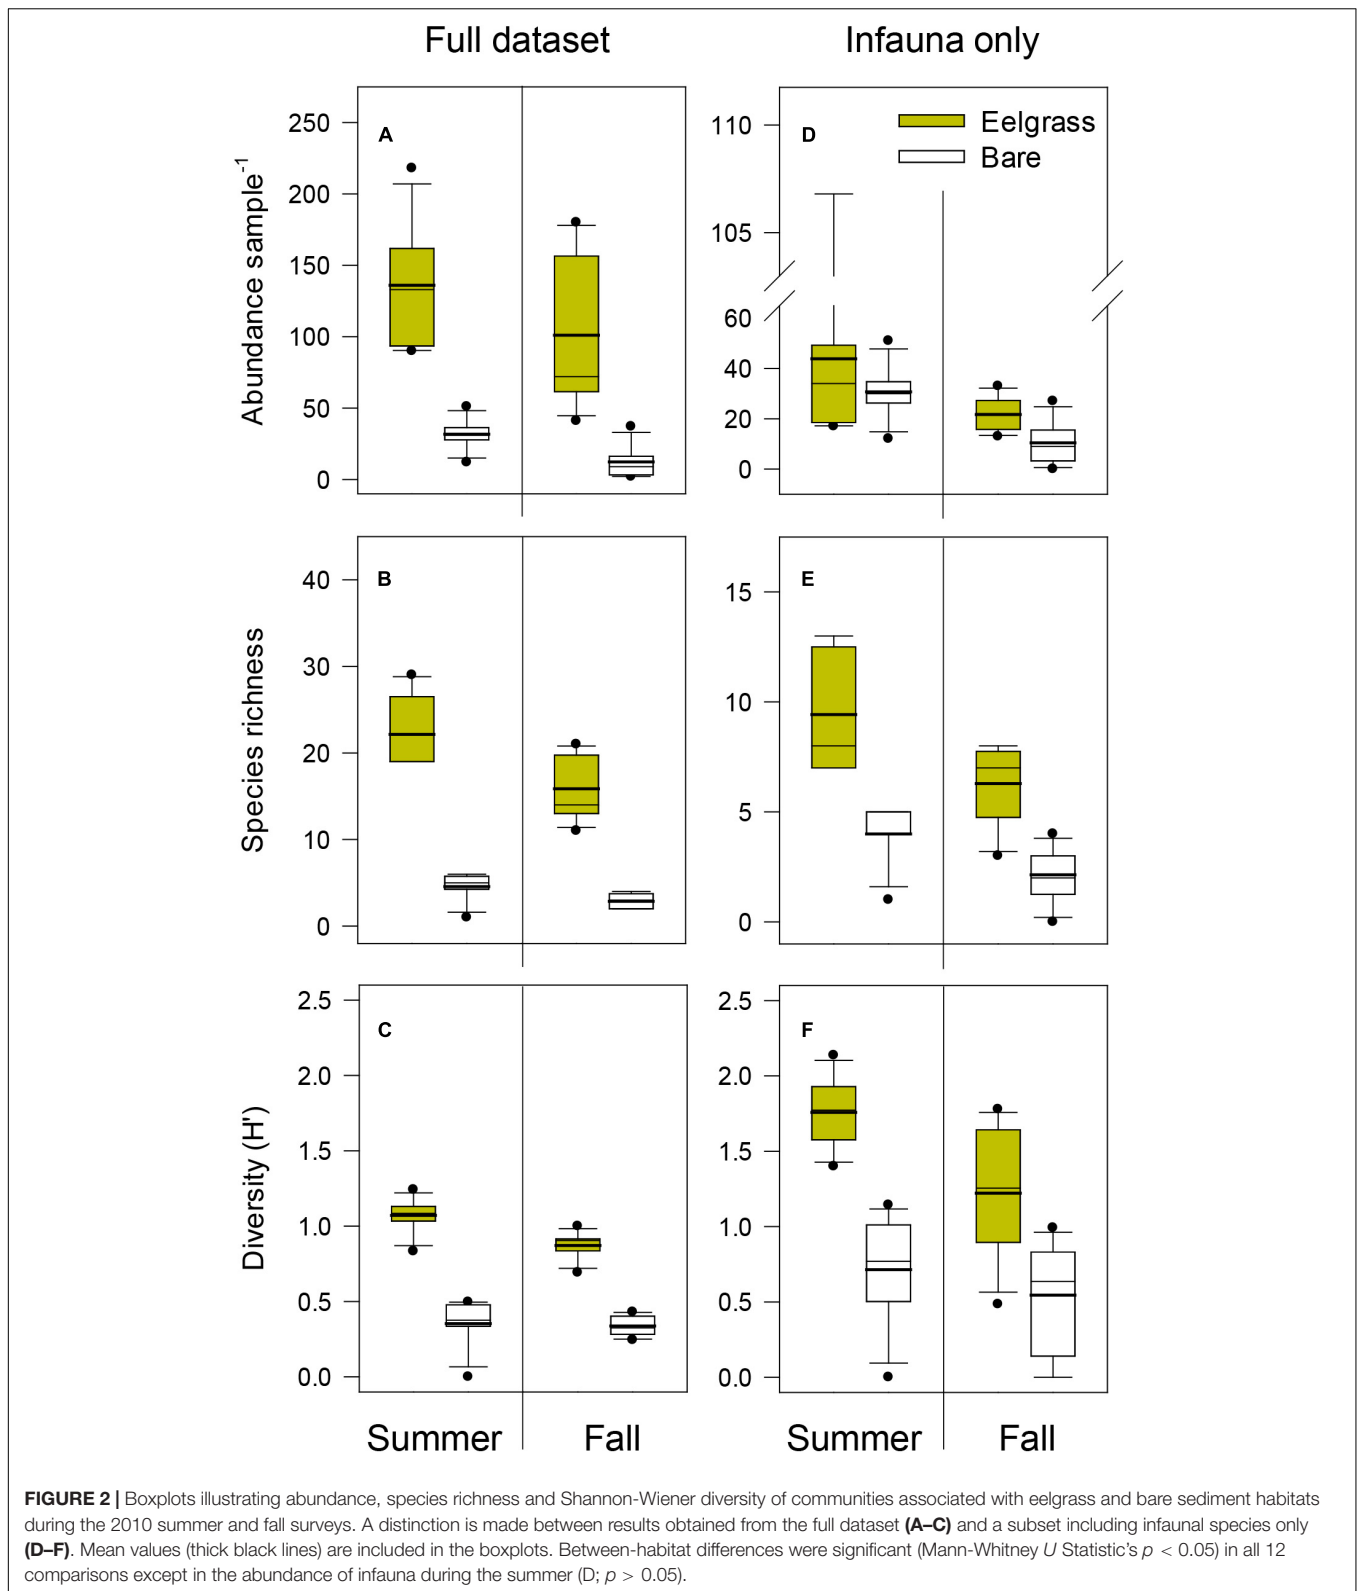 Full dataset
Infauna only
A
D
Eelgrass
Bare
Abundance sample⁻¹
250
200
150
100
50
0
110
105
60
40
20
0
B
E
Species richness
40
30
20
10
0
15
10
5
0
C
F
Diversity (H')
2.5
2.0
1.5
1.0
0.5
0.0
2.5
2.0
1.5
1.0
0.5
0.0
Summer
Fall
Summer
Fall
FIGURE 2 | Boxplots illustrating abundance, species richness and Shannon-Wiener diversity of communities associated with eelgrass and bare sediment habitats
during the 2010 summer and fall surveys. A distinction is made between results obtained from the full dataset (A–C) and a subset including infaunal species only
(D–F). Mean values (thick black lines) are included in the boxplots. Between-habitat differences were significant (Mann-Whitney U Statistic's p < 0.05) in all 12
comparisons except in the abundance of infauna during the summer (D; p > 0.05).